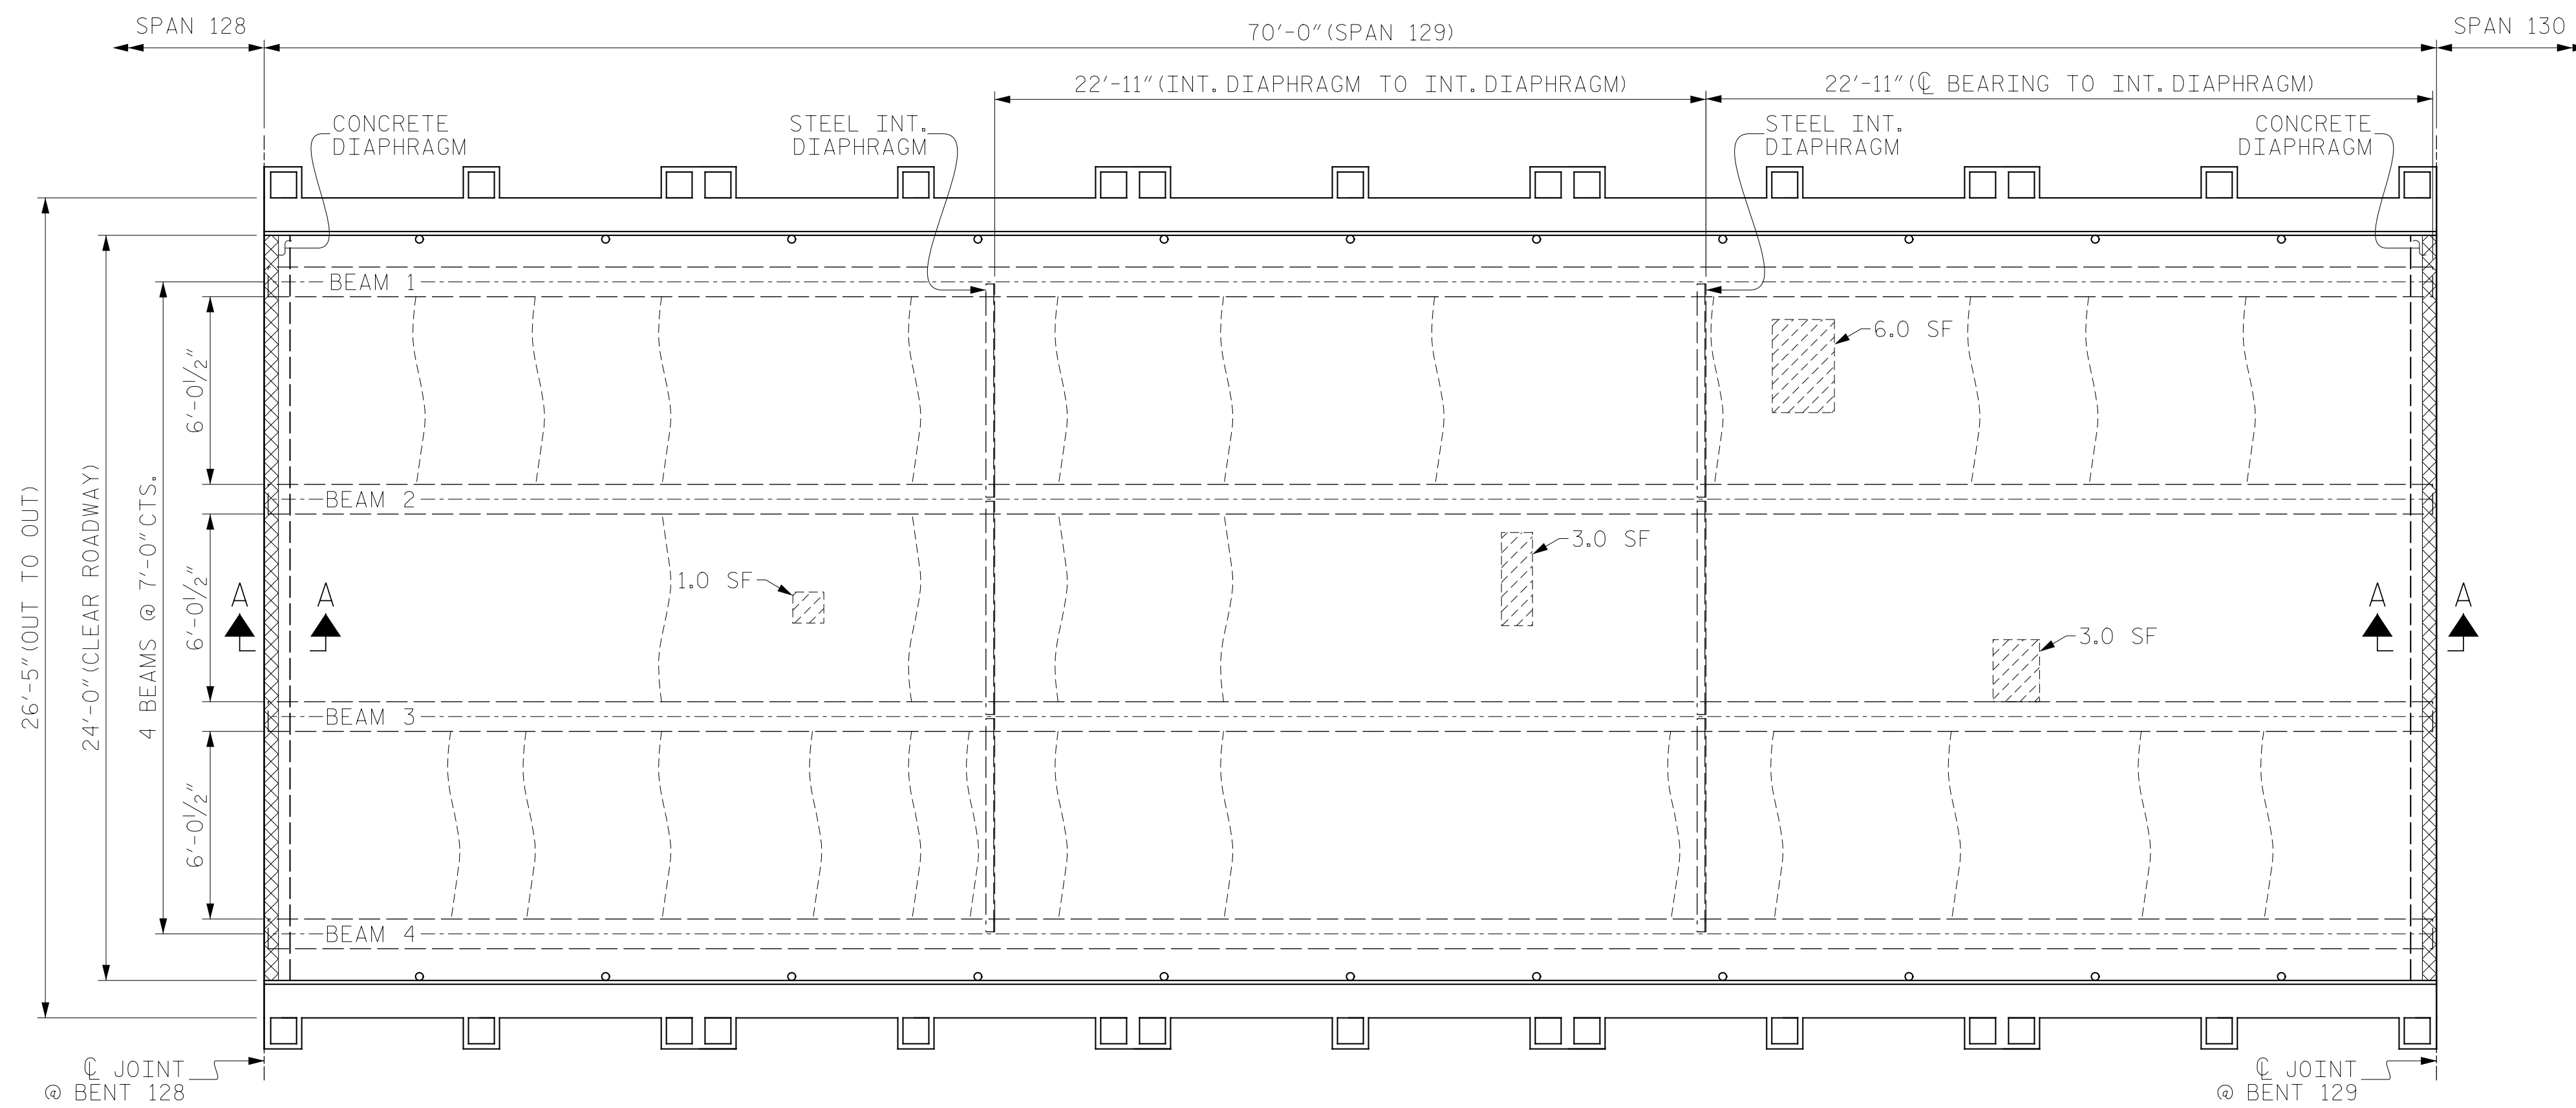 SPAN 128
70'-0" (SPAN 129)
SPAN 130
22'-11" (INT. DIAPHRAGM TO INT. DIAPHRAGM)
22'-11" (℄ BEARING TO INT. DIAPHRAGM)
CONCRETE
DIAPHRAGM
STEEL INT.
DIAPHRAGM
STEEL INT.
DIAPHRAGM
CONCRETE
DIAPHRAGM
BEAM 1
6.0 SF
6'-0½"
BEAM 2
3.0 SF
1.0 SF
6'-0½"
A
A
A
A
3.0 SF
26'-5" (OUT TO OUT)
24'-0" (CLEAR ROADWAY)
4 BEAMS @ 7'-0" CTS.
BEAM 3
6'-0½"
BEAM 4
℄ JOINT
@ BENT 128
℄ JOINT
@ BENT 129